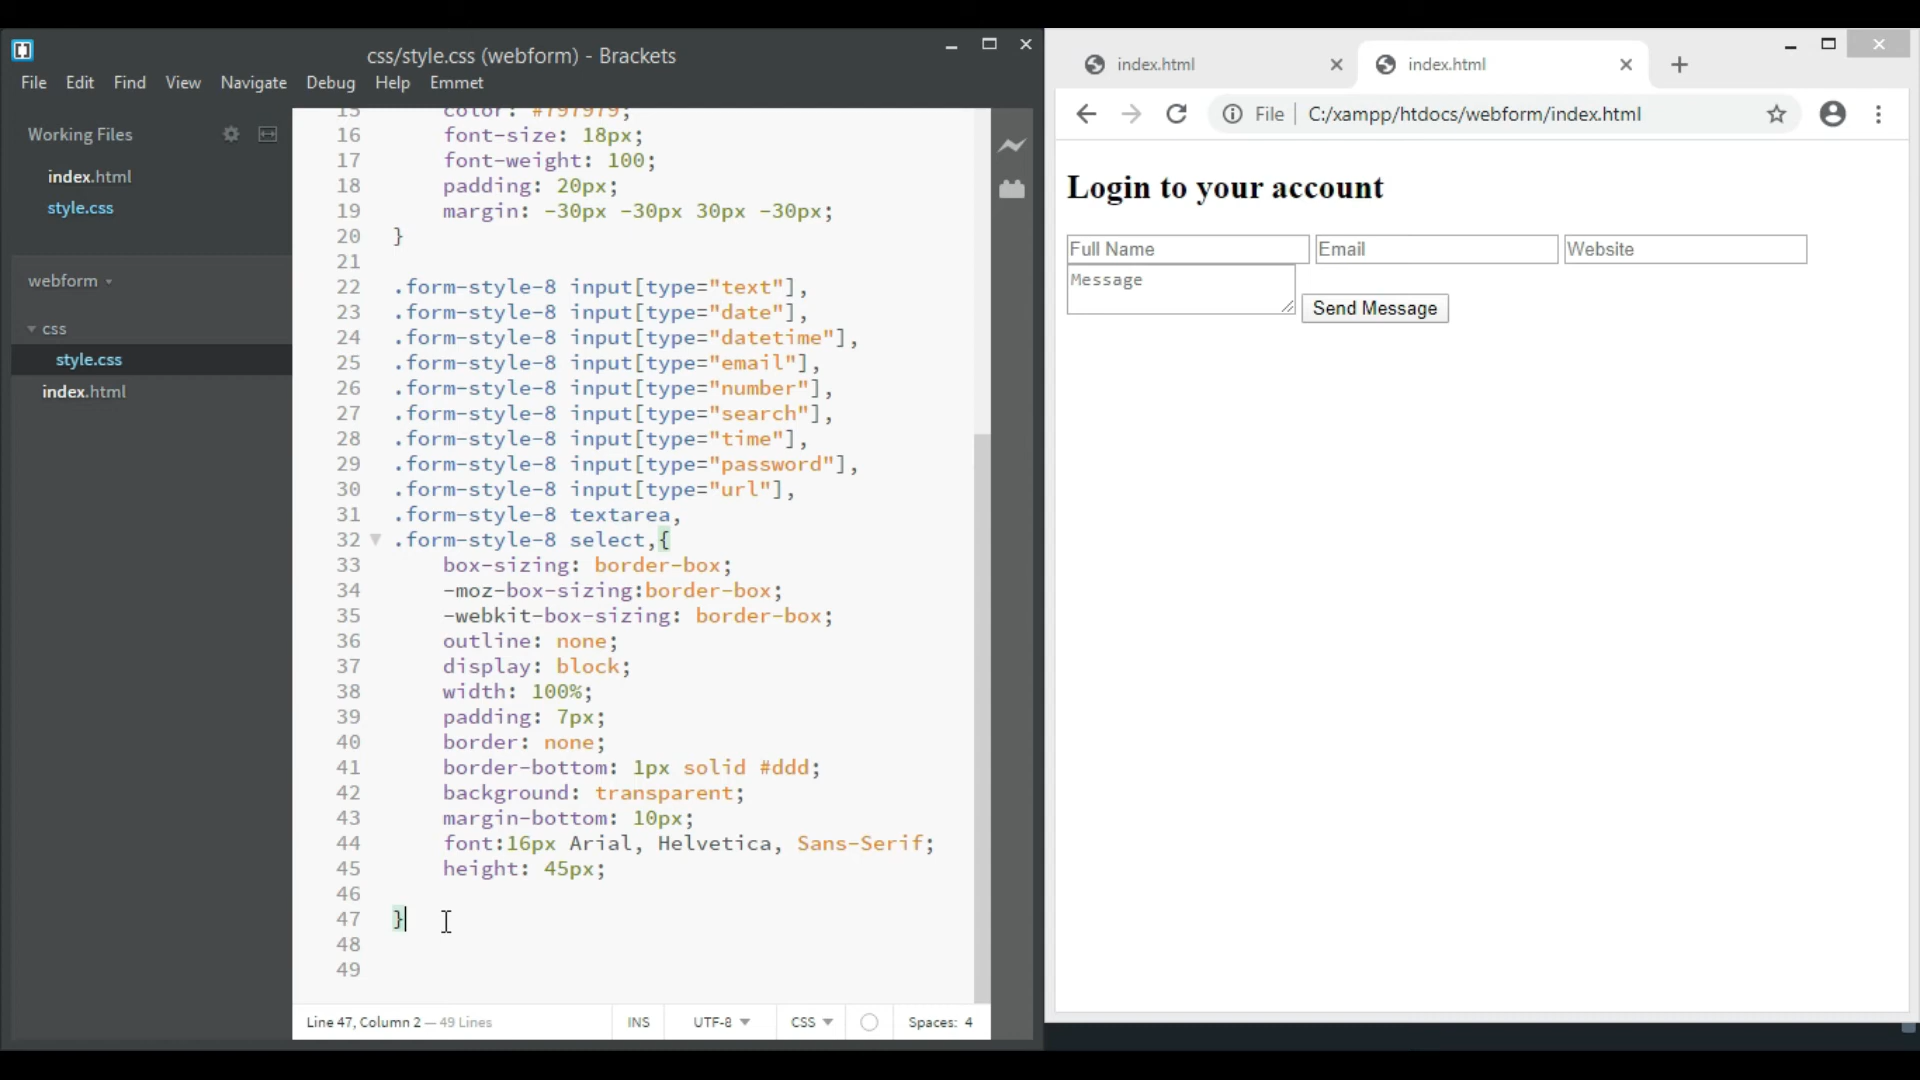 css/style.css (webform) - Brackets
File Edit Find View Navigate Debug Help Emmet
Working Files
index.html
style.css
webform
css
style.css
index.html
15 color: #797979;
16 font-size: 18px;
17 font-weight: 100;
18 padding: 20px;
19 margin: -30px -30px 30px -30px;
20 }
21
22 .form-style-8 input[type="text"],
23 .form-style-8 input[type="date"],
24 .form-style-8 input[type="datetime"],
25 .form-style-8 input[type="email"],
26 .form-style-8 input[type="number"],
27 .form-style-8 input[type="search"],
28 .form-style-8 input[type="time"],
29 .form-style-8 input[type="password"],
30 .form-style-8 input[type="url"],
31 .form-style-8 textarea,
32 .form-style-8 select,{
33 box-sizing: border-box;
34 -moz-box-sizing:border-box;
35 -webkit-box-sizing: border-box;
36 outline: none;
37 display: block;
38 width: 100%;
39 padding: 7px;
40 border: none;
41 border-bottom: 1px solid #ddd;
42 background: transparent;
43 margin-bottom: 10px;
44 font:16px Arial, Helvetica, Sans-Serif;
45 height: 45px;
46
47 }
48
49
Line 47, Column 2 — 49 Lines INS UTF-8 CSS Spaces: 4
index.html index.html
File C:/xampp/htdocs/webform/index.html
Login to your account
Full Name Email Website
Message Send Message